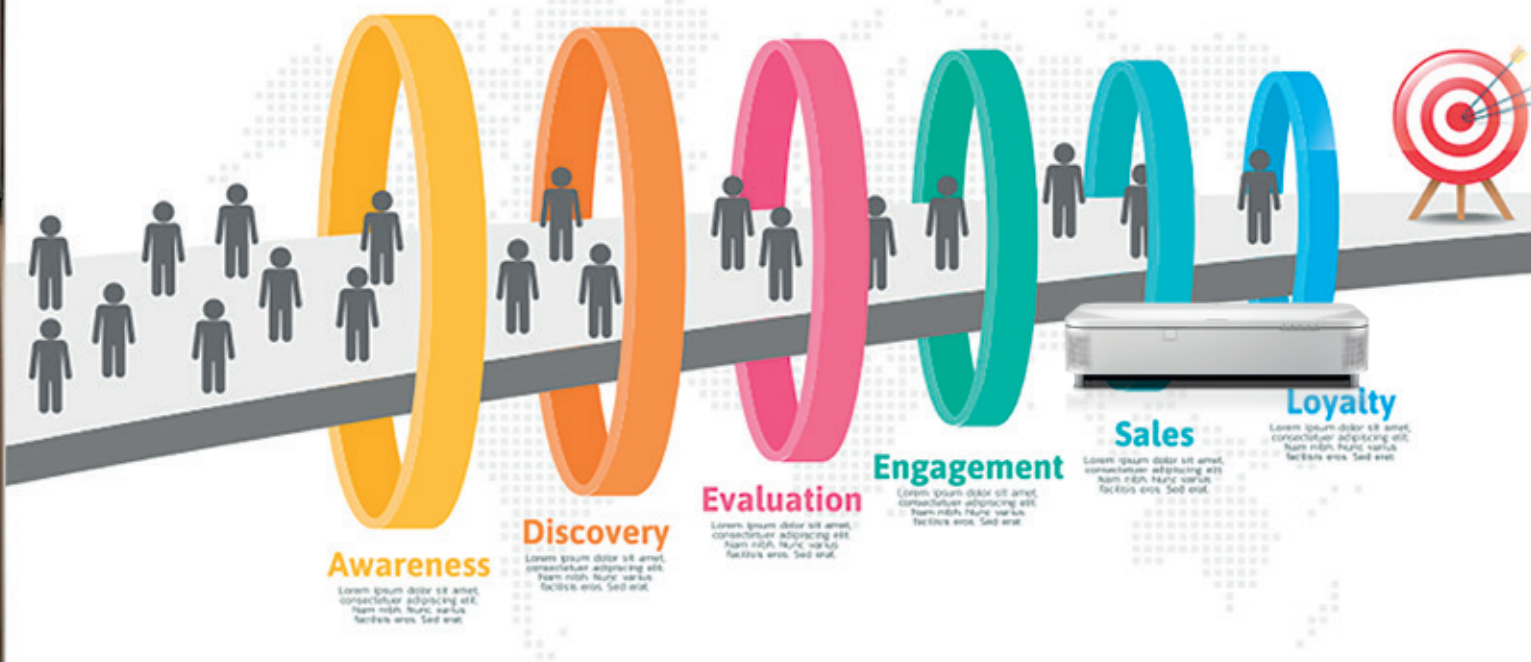 Awareness
Lorem ipsum dolor sit amet,
consectetuer adipiscing elit.
Nam nibh. Nunc varius
facilisis eros. Sed erat.
Discovery
Lorem ipsum dolor sit amet,
consectetuer adipiscing elit.
Nam nibh. Nunc varius
facilisis eros. Sed erat.
Evaluation
Lorem ipsum dolor sit amet,
consectetuer adipiscing elit.
Nam nibh. Nunc varius
facilisis eros. Sed erat.
Engagement
Lorem ipsum dolor sit amet,
consectetuer adipiscing elit.
Nam nibh. Nunc varius
facilisis eros. Sed erat.
Sales
Lorem ipsum dolor sit amet,
consectetuer adipiscing elit.
Nam nibh. Nunc varius
facilisis eros. Sed erat.
Loyalty
Lorem ipsum dolor sit amet,
consectetuer adipiscing elit.
Nam nibh. Nunc varius
facilisis eros. Sed erat.